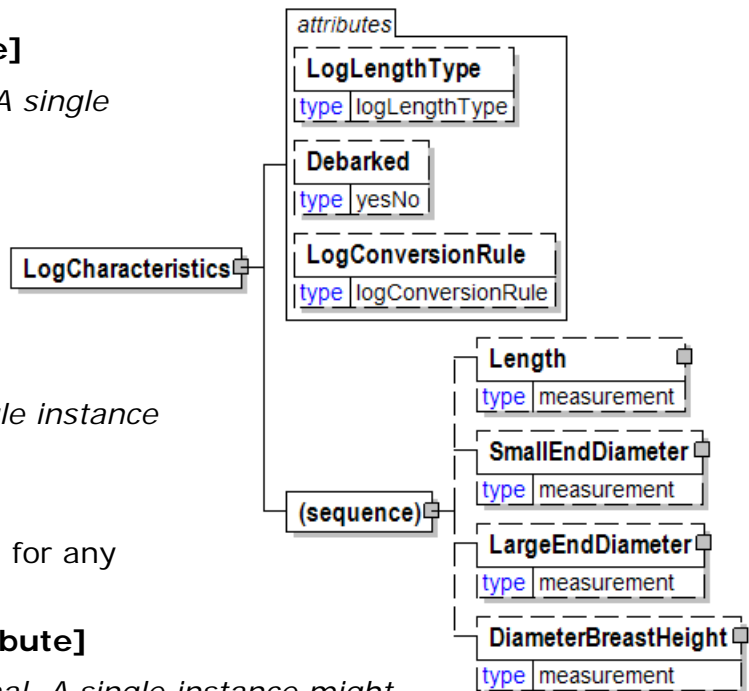 e]
A single
le instance
for any
bute]
nal. A single instance might
attributes
LogLengthType
type logLengthType
Debarked
type yesNo
LogConversionRule
type logConversionRule
LogCharacteristics
(sequence)
Length
type measurement
SmallEndDiameter
type measurement
LargeEndDiameter
type measurement
DiameterBreastHeight
type measurement